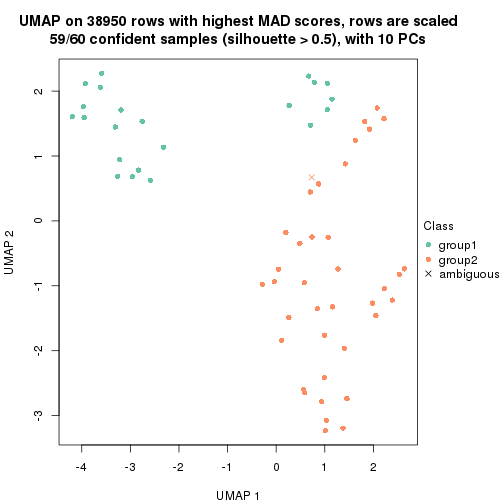 UMAP on 38950 rows with highest MAD scores, rows are scaled
59/60 confident samples (silhouette > 0.5), with 10 PCs
2
1
0
-1
-2
-3
UMAP 2
-4
-3
-2
-1
0
1
2
UMAP 1
Class
group1
group2
ambiguous